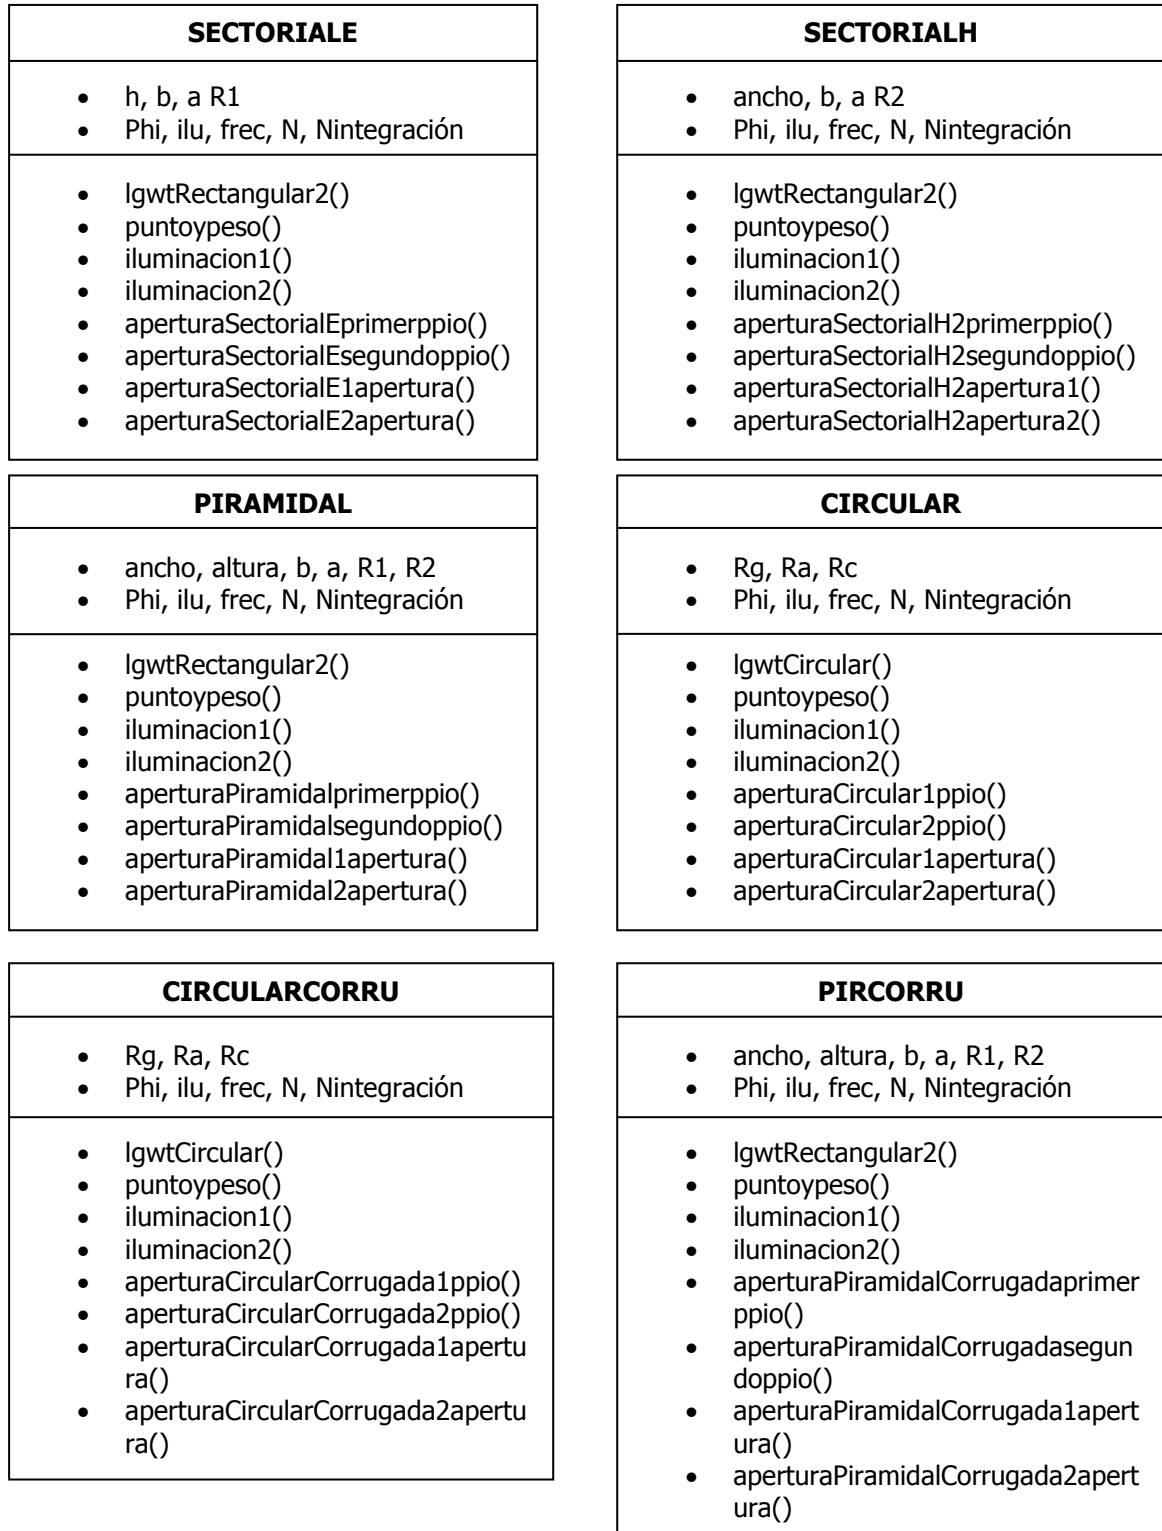 SECTORIALE
• h, b, a R1
• Phi, ilu, frec, N, Nintegración
• lgwtRectangular2()
• puntoypeso()
• iluminacion1()
• iluminacion2()
• aperturaSectorialEprimerppio()
• aperturaSectorialEsegundoppio()
• aperturaSectorialE1apertura()
• aperturaSectorialE2apertura()
SECTORIALH
• ancho, b, a R2
• Phi, ilu, frec, N, Nintegración
• lgwtRectangular2()
• puntoypeso()
• iluminacion1()
• iluminacion2()
• aperturaSectorialH2primerppio()
• aperturaSectorialH2segundoppio()
• aperturaSectorialH2apertura1()
• aperturaSectorialH2apertura2()
PIRAMIDAL
• ancho, altura, b, a, R1, R2
• Phi, ilu, frec, N, Nintegración
• lgwtRectangular2()
• puntoypeso()
• iluminacion1()
• iluminacion2()
• aperturaPiramidalprimerppio()
• aperturaPiramidalsegundoppio()
• aperturaPiramidal1apertura()
• aperturaPiramidal2apertura()
CIRCULAR
• Rg, Ra, Rc
• Phi, ilu, frec, N, Nintegración
• lgwtCircular()
• puntoypeso()
• iluminacion1()
• iluminacion2()
• aperturaCircular1ppio()
• aperturaCircular2ppio()
• aperturaCircular1apertura()
• aperturaCircular2apertura()
CIRCULARCORRU
• Rg, Ra, Rc
• Phi, ilu, frec, N, Nintegración
• lgwtCircular()
• puntoypeso()
• iluminacion1()
• iluminacion2()
• aperturaCircularCorrugada1ppio()
• aperturaCircularCorrugada2ppio()
• aperturaCircularCorrugada1apertu
ra()
• aperturaCircularCorrugada2apertu
ra()
PIRCORRU
• ancho, altura, b, a, R1, R2
• Phi, ilu, frec, N, Nintegración
• lgwtRectangular2()
• puntoypeso()
• iluminacion1()
• iluminacion2()
• aperturaPiramidalCorrugadaprimer
ppio()
• aperturaPiramidalCorrugadasegun
doppio()
• aperturaPiramidalCorrugada1apert
ura()
• aperturaPiramidalCorrugada2apert
ura()